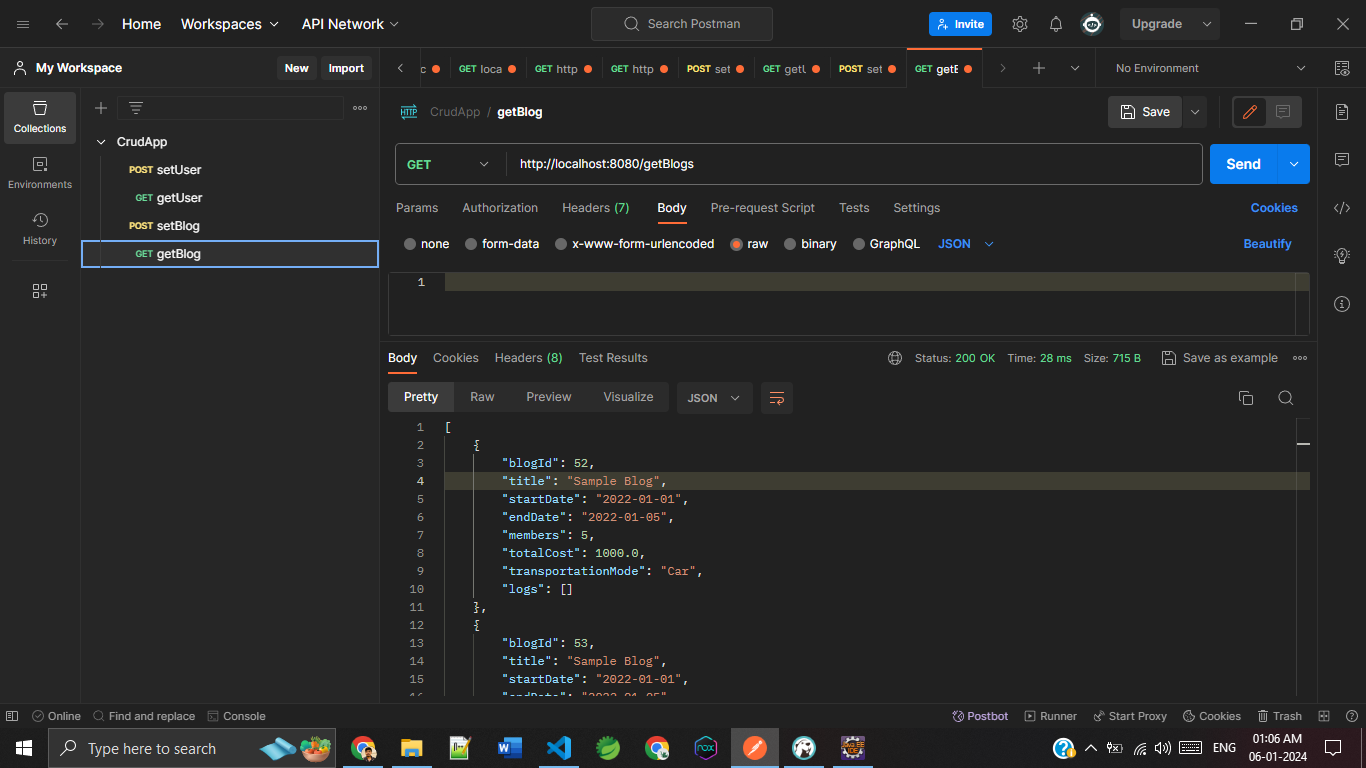 Home Workspaces API Network Search Postman Invite Upgrade
My Workspace New Import
c GET loca GET http GET http POST set GET getU POST set GET getB No Environment
Collections
Environments
History
CrudApp
POST setUser
GET getUser
POST setBlog
GET getBlog
HTTP CrudApp / getBlog Save
GET http://localhost:8080/getBlogs Send
Params Authorization Headers (7) Body Pre-request Script Tests Settings Cookies
none form-data x-www-form-urlencoded raw binary GraphQL JSON Beautify
1
Body Cookies Headers (8) Test Results Status: 200 OK Time: 28 ms Size: 715 B Save as example
Pretty Raw Preview Visualize JSON
1 [
2 {
3 "blogId": 52,
4 "title": "Sample Blog",
5 "startDate": "2022-01-01",
6 "endDate": "2022-01-05",
7 "members": 5,
8 "totalCost": 1000.0,
9 "transportationMode": "Car",
10 "logs": []
11 },
12 {
13 "blogId": 53,
14 "title": "Sample Blog",
15 "startDate": "2022-01-01",
16 "endDate": "2022-01-05"
Online Find and replace Console Postbot Runner Start Proxy Cookies Trash
Type here to search ENG 01:06 AM
06-01-2024